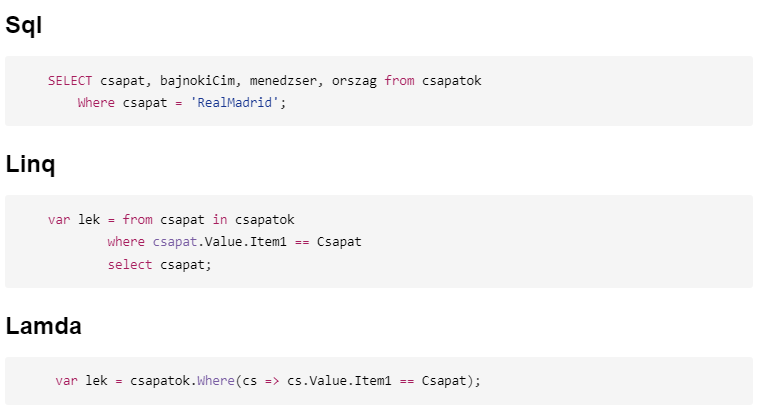 Sql
SELECT csapat, bajnokiCim, menedzser, orszag from csapatok
Where csapat = 'RealMadrid';
Linq
var lek = from csapat in csapatok
where csapat.Value.Item1 == Csapat
select csapat;
Lamda
var lek = csapatok.Where(cs => cs.Value.Item1 == Csapat);